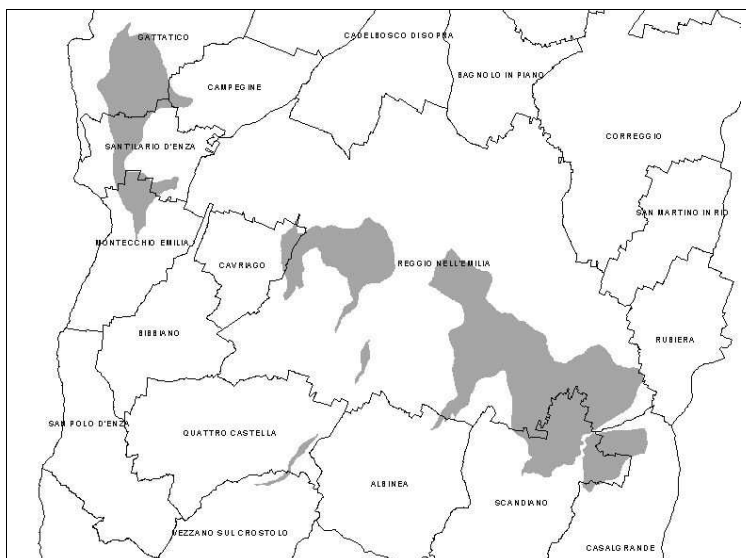 GATTATICO
CADELBOSCO DI SOPRA
BAGNOLO IN PIANO
CAMPEGINE
CORREGGIO
SANT'ILARIO D'ENZA
SAN MARTINO IN RIO
MONTECCHIO EMILIA
CAVRIAGO
REGGIO NELL'EMILIA
BIBBIANO
RUBIERA
SAN POLO D'ENZA
QUATTRO CASTELLA
ALBINEA
SCANDIANO
VEZZANO SUL CROSTOLO
CASALGRANDE